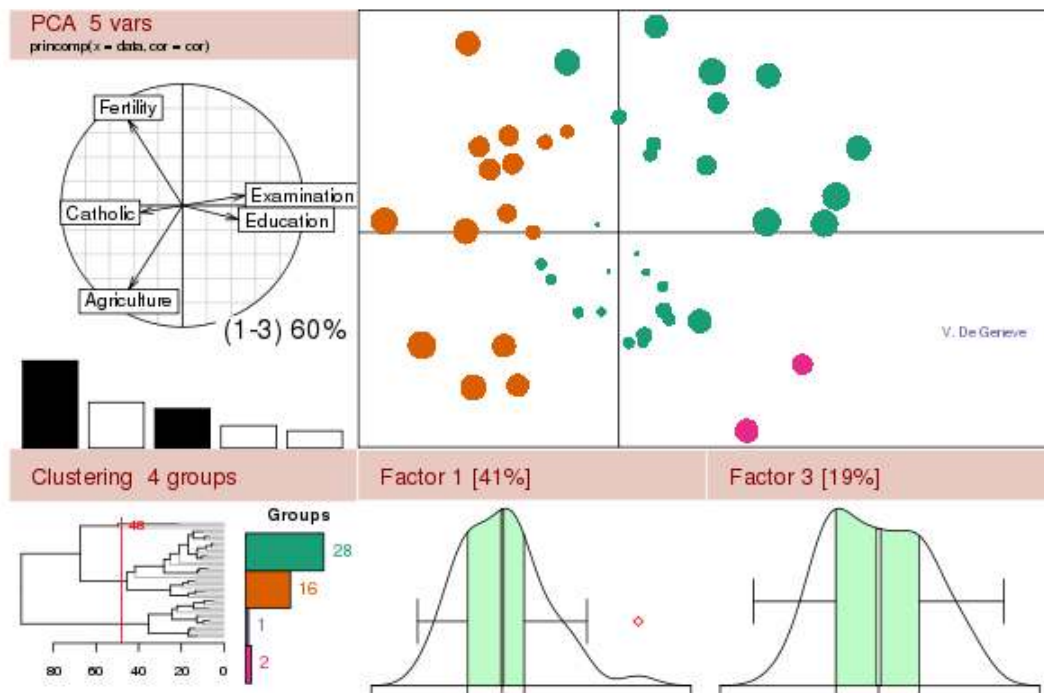 PCA 5 vars
princomp(x = data, cor = cor)
Fertility
Examination
Catholic
Education
Agriculture
(1-3) 60%
V. De Geneve
Clustering 4 groups
Factor 1 [41%]
Factor 3 [19%]
48
Groups
28
16
1
2
80 60 40 20 0